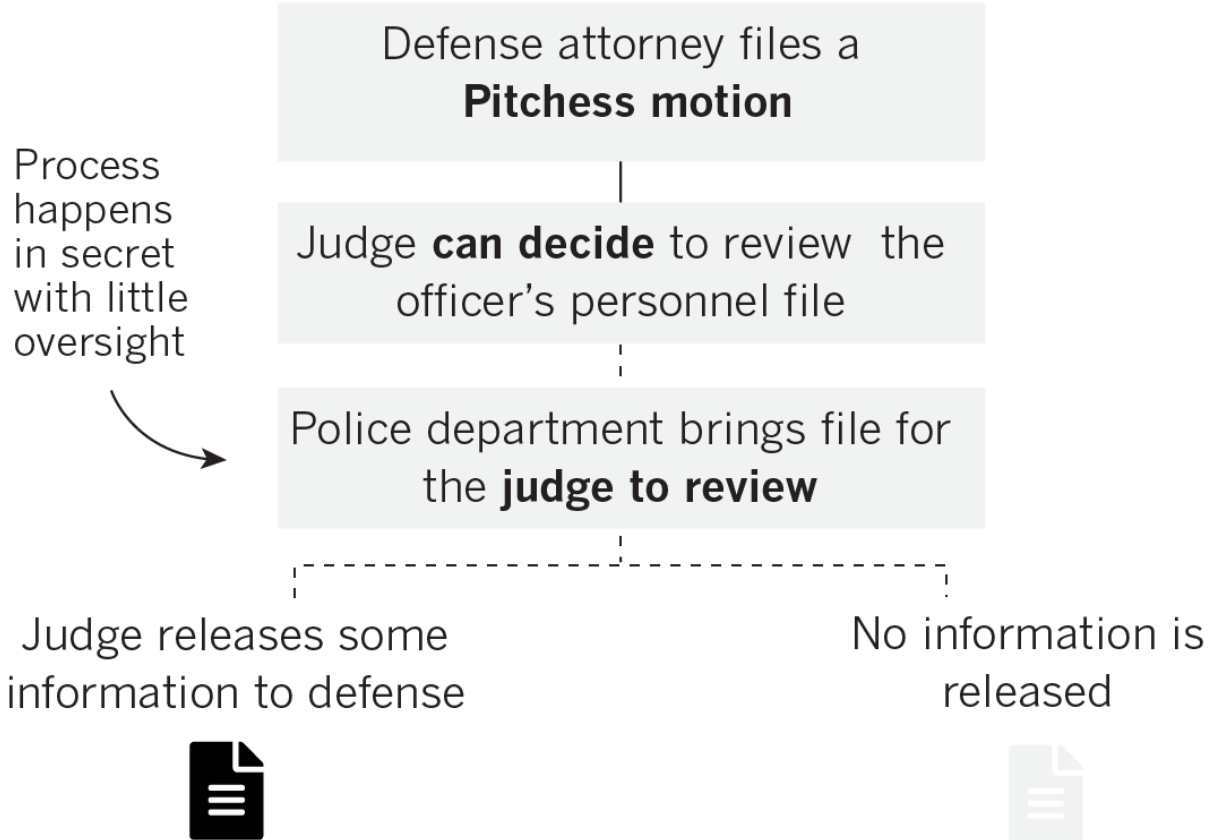 Defense attorney files a
Pitchess motion
Process
happens
in secret
with little
oversight
Judge can decide to review the
officer’s personnel file
Police department brings file for
the judge to review
Judge releases some
information to defense
No information is
released